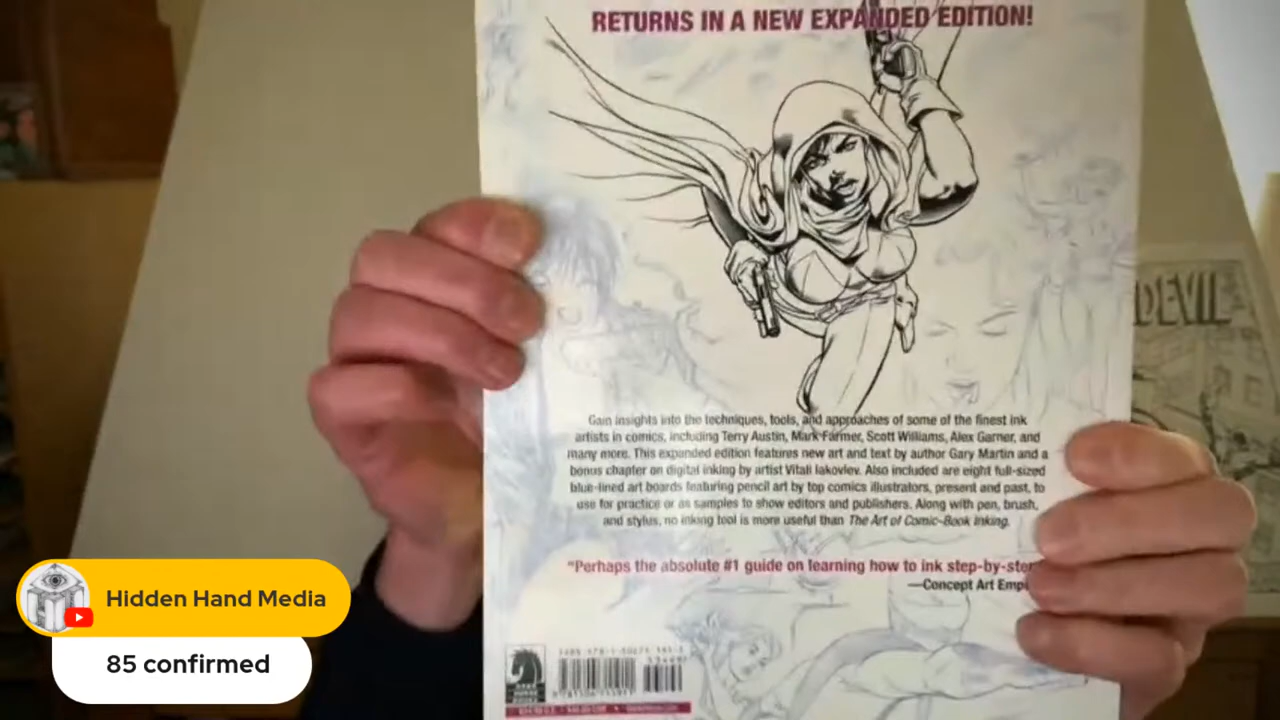 RETURNS IN A NEW EXPANDED EDITION!
DEVIL
Gain insights into the techniques, tools, and approaches of some of the finest ink
artists in comics, including Terry Austin, Mark Farmer, Scott Williams, Alex Garner, and
many more. This expanded edition features new art and text by author Gary Martin and a
bonus chapter on digital inking by artist Vitali Iakovlev. Also included are eight full-sized
blue-lined art boards featuring pencil art by top comics illustrators, present and past, to
use for practice or as samples to show editors and publishers. Along with pen, brush,
and stylus, no inking tool is more useful than The Art of Comic-Book Inking.
"Perhaps the absolute #1 guide on learning how to ink step-by-step
—Concept Art Emp
Hidden Hand Media
85 confirmed